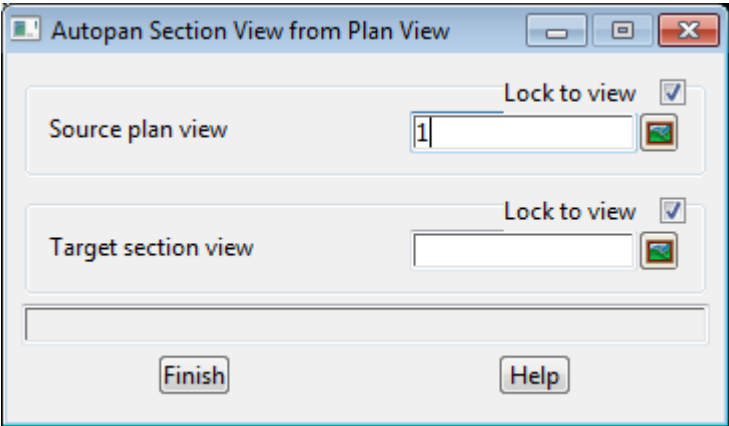 Autopan Section View from Plan View
Lock to view
Source plan view 1
Lock to view
Target section view
Finish Help